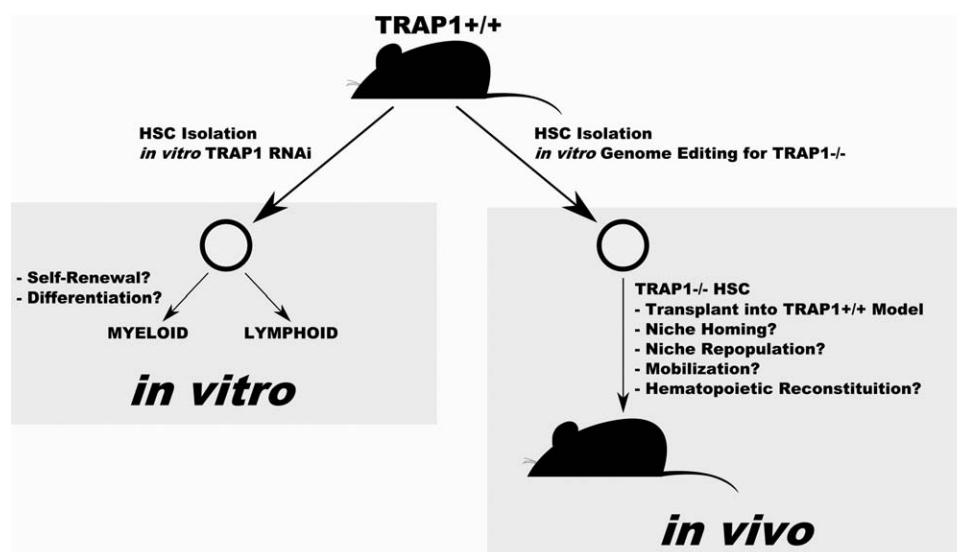 TRAP1+/+
HSC Isolation
in vitro TRAP1 RNAi
HSC Isolation
in vitro Genome Editing for TRAP1-/-
- Self-Renewal?
- Differentiation?
MYELOID
LYMPHOID
in vitro
TRAP1-/- HSC
- Transplant into TRAP1+/+ Model
- Niche Homing?
- Niche Repopulation?
- Mobilization?
- Hematopoietic Reconstituition?
in vivo